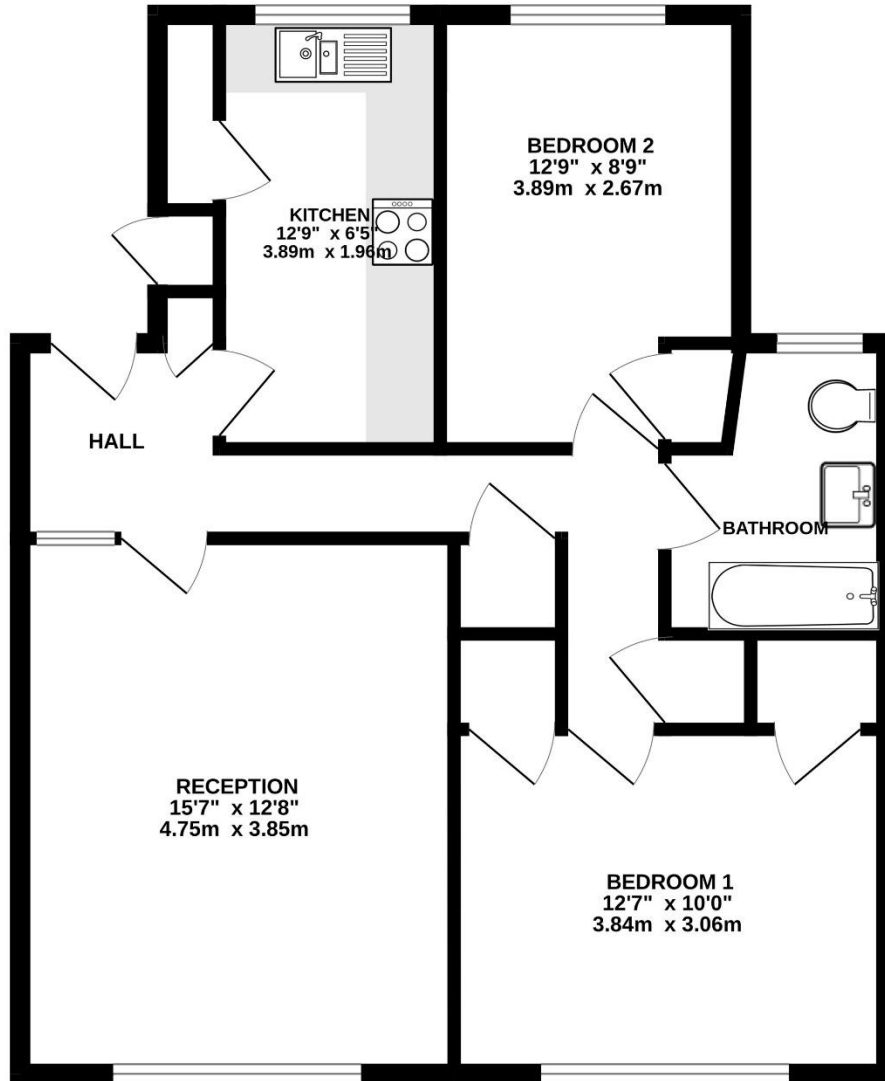 BEDROOM 2
12'9" x 8'9"
3.89m x 2.67m
KITCHEN
12'9" x 6'5"
3.89m x 1.96m
HALL
BATHROOM
RECEPTION
15'7" x 12'8"
4.75m x 3.85m
BEDROOM 1
12'7" x 10'0"
3.84m x 3.06m